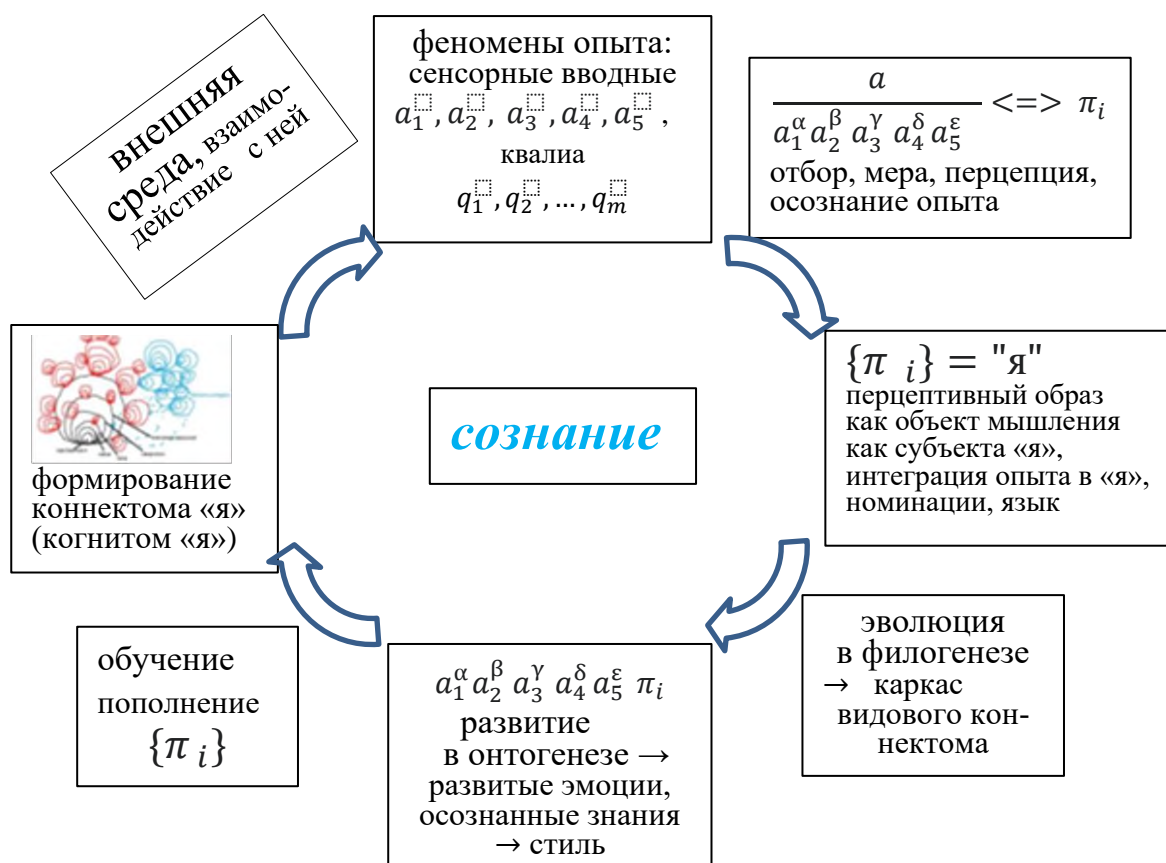 внешняя
среда, взаимо-
действие с ней
феномены опыта:
сенсорные вводные
a₁, a₂, a₃, a₄, a₅ ,
квалиа
q₁, q₂, …, qₘ
a
a₁^α a₂^β a₃^γ a₄^δ a₅^ε <=> πᵢ
отбор, мера, перцепция,
осознание опыта
{π ᵢ} = "я"
перцептивный образ
как объект мышления
как субъекта «я»,
интеграция опыта в «я»,
номинации, язык
сознание
формирование
коннектома «я»
(когнитом «я»)
эволюция
в филогенезе
→ каркас
видового кон-
нектома
a₁^α a₂^β a₃^γ a₄^δ a₅^ε πᵢ
развитие
в онтогенезе →
развитые эмоции,
осознанные знания
→ стиль
обучение
пополнение
{π ᵢ}